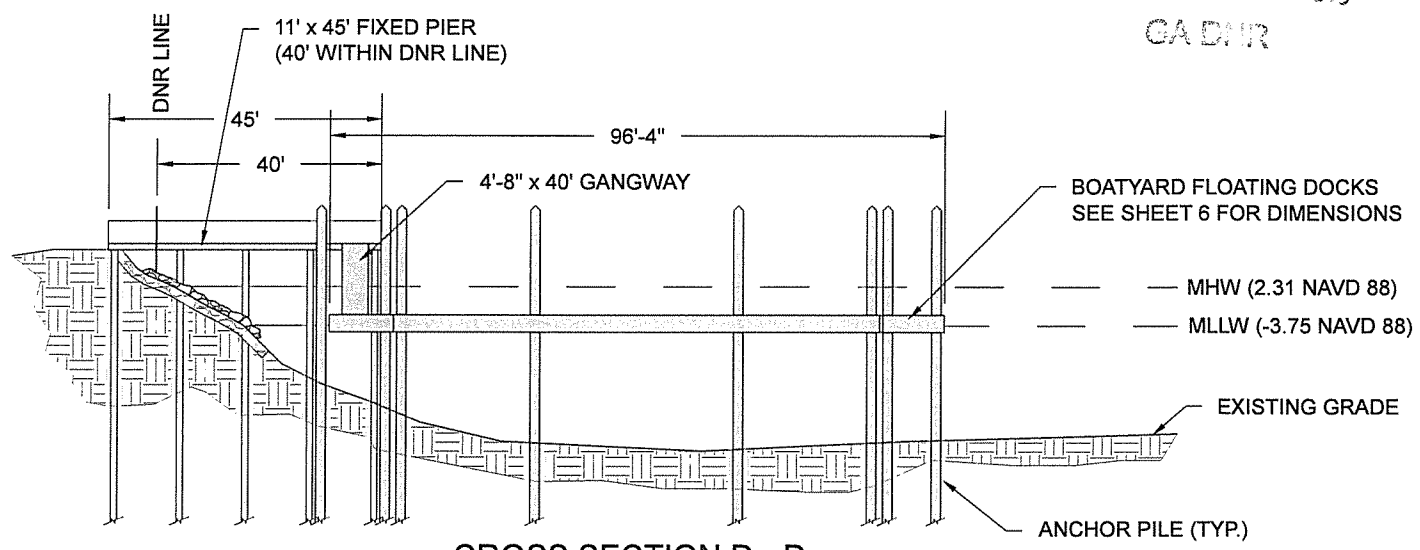 GA DNR
DNR LINE
11' x 45' FIXED PIER
(40' WITHIN DNR LINE)
45'
96'-4"
40'
4'-8" x 40' GANGWAY
BOATYARD FLOATING DOCKS
SEE SHEET 6 FOR DIMENSIONS
MHW (2.31 NAVD 88)
MLLW (-3.75 NAVD 88)
EXISTING GRADE
ANCHOR PILE (TYP.)